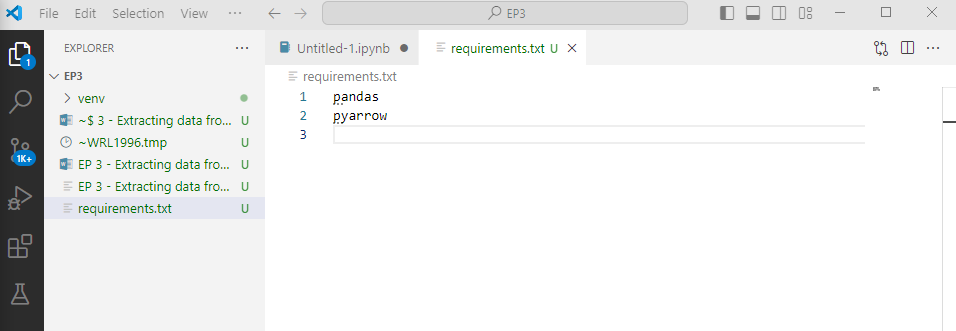 File Edit Selection View ··· EP3
EXPLORER ···
EP3
venv
~$ 3 - Extracting data fro... U
~WRL1996.tmp U
EP 3 - Extracting data fro... U
EP 3 - Extracting data fro... U
requirements.txt U
1
1K+
Untitled-1.ipynb ●
requirements.txt U ×
···
requirements.txt
1 pandas
2 pyarrow
3